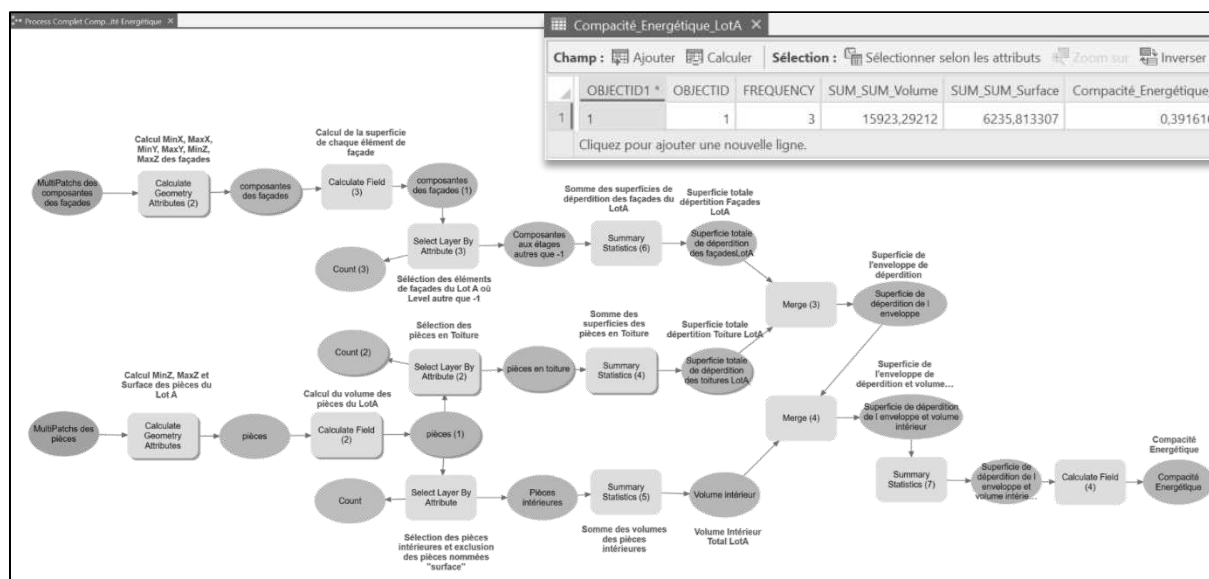 Process Complet Comp...ité Energétique
Compacité_Energétique_LotA
Champ : Ajouter Calculer Sélection : Sélectionner selon les attributs Zoom sur Inverser
OBJECTID1 * OBJECTID FREQUENCY SUM_SUM_Volume SUM_SUM_Surface Compacité_Energétique_
1 1 1 3 15923,29212 6235,813307 0,391616
Cliquez pour ajouter une nouvelle ligne.
Calcul MinX, MaxX,
MinY, MaxY, MinZ,
MaxZ des façades
Calcul de la superficie
de chaque élément de
façade
MultiPatchs des
composantes
des façades
Calculate
Geometry
Attributes (2)
composantes
des façades
Calculate Field
(3)
composantes
des façades (1)
Somme des superficies de
déperdition des façades du
LotA
Superficie totale
dépertition Façades
LotA
Select Layer By
Attribute (3)
Composantes
aux étages
autres que -1
Summary
Statistics (6)
Superficie totale
de déperdition
des façadesLotA
Count (3)
Séléction des éléments
de façades du Lot A où
Level autre que -1
Superficie de
l'enveloppe de
déperdition
Merge (3)
Superficie de
déperdition de l
enveloppe
Sélection des
pièces en Toiture
Somme des
superficies des
pièces en Toiture
Superficie totale
dépertition Toiture LotA
Count (2)
Select Layer By
Attribute (2)
pièces en toiture
Summary
Statistics (4)
Superficie totale
de déperdition
des toitures LotA
Calcul MinZ, MaxZ et
Surface des pièces du
Lot A
Calcul du volume des
pièces du LotA
Superficie de
l'enveloppe de
déperdition et volume…
MultiPatchs des
pièces
Calculate
Geometry
Attributes
pièces
Calculate Field
(2)
pièces (1)
Merge (4)
Superficie de déperdition
de l enveloppe et volume
intérieur
Compacité
Energétique
Count
Select Layer By
Attribute
Pièces
intérieures
Summary
Statistics (5)
Volume intérieur
Summary
Statistics (7)
Superficie de
déperdition de l
enveloppe et
volume intérie…
Calculate Field
(4)
Compacité
Energétique
Sélection des pièces
intérieures et exclusion
des pièces nommées
"surface"
Somme des volumes
des pièces
intérieures
Volume Intérieur
Total LotA